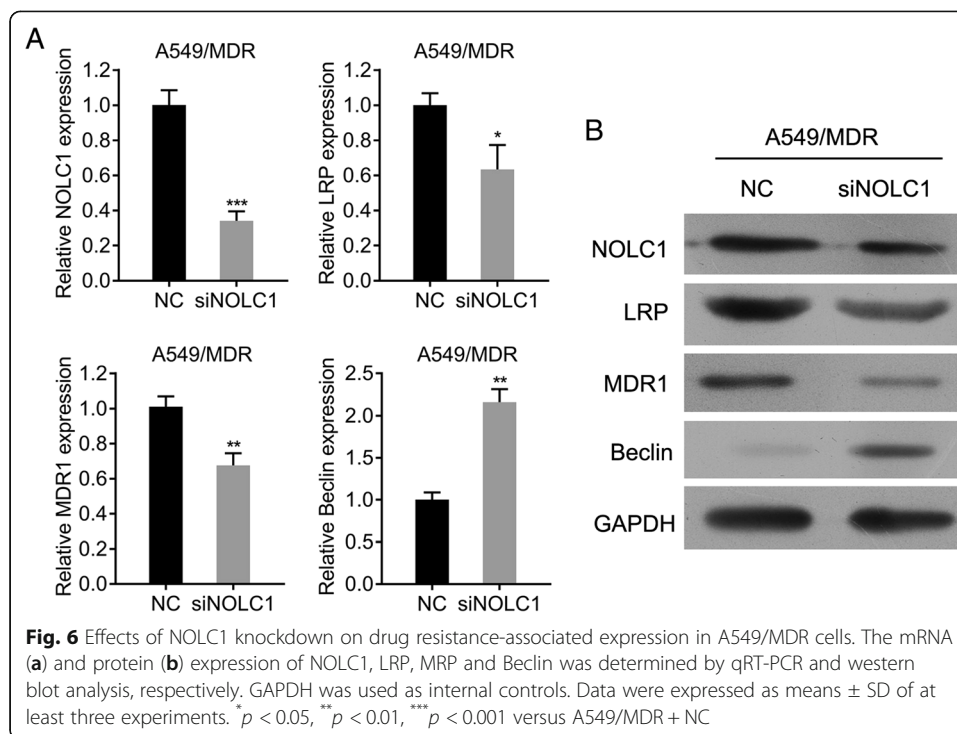 A
A549/MDR
Relative NOLC1 expression
1.2
1.0
0.8
0.6
0.4
0.2
0.0
***
NC siNOLC1
A549/MDR
Relative LRP expression
1.2
1.0
0.8
0.6
0.4
0.2
0.0
*
NC siNOLC1
A549/MDR
Relative MDR1 expression
1.2
1.0
0.8
0.6
0.4
0.2
0.0
**
NC siNOLC1
A549/MDR
Relative Beclin expression
2.5
2.0
1.5
1.0
0.5
0.0
**
NC siNOLC1
B
A549/MDR
NC siNOLC1
NOLC1
LRP
MDR1
Beclin
GAPDH
Fig. 6 Effects of NOLC1 knockdown on drug resistance-associated expression in A549/MDR cells. The mRNA
(a) and protein (b) expression of NOLC1, LRP, MRP and Beclin was determined by qRT-PCR and western
blot analysis, respectively. GAPDH was used as internal controls. Data were expressed as means ± SD of at
least three experiments. *p < 0.05, **p < 0.01, ***p < 0.001 versus A549/MDR + NC